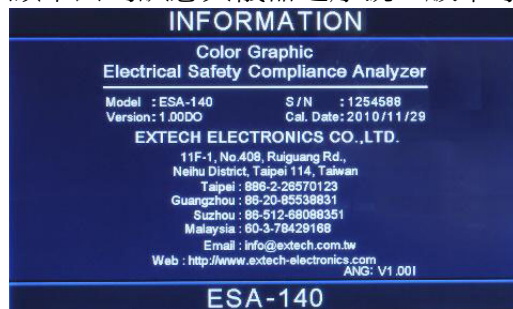 INFORMATION
Color Graphic
Electrical Safety Compliance Analyzer
Model : ESA-140 S/N : 1254588
Version: 1.00DO Cal. Date: 2010/11/29
EXTECH ELECTRONICS CO.,LTD.
11F-1, No.408, Ruiguang Rd.,
Neihu District, Taipei 114, Taiwan
Taipei : 886-2-26570123
Guangzhou : 86-20-85538831
Suzhou : 86-512-68088351
Malaysia : 60-3-78429168
Email : info@extech.com.tw
Web : http://www.extech-electronics.com
ANG: V1.00I
ESA-140